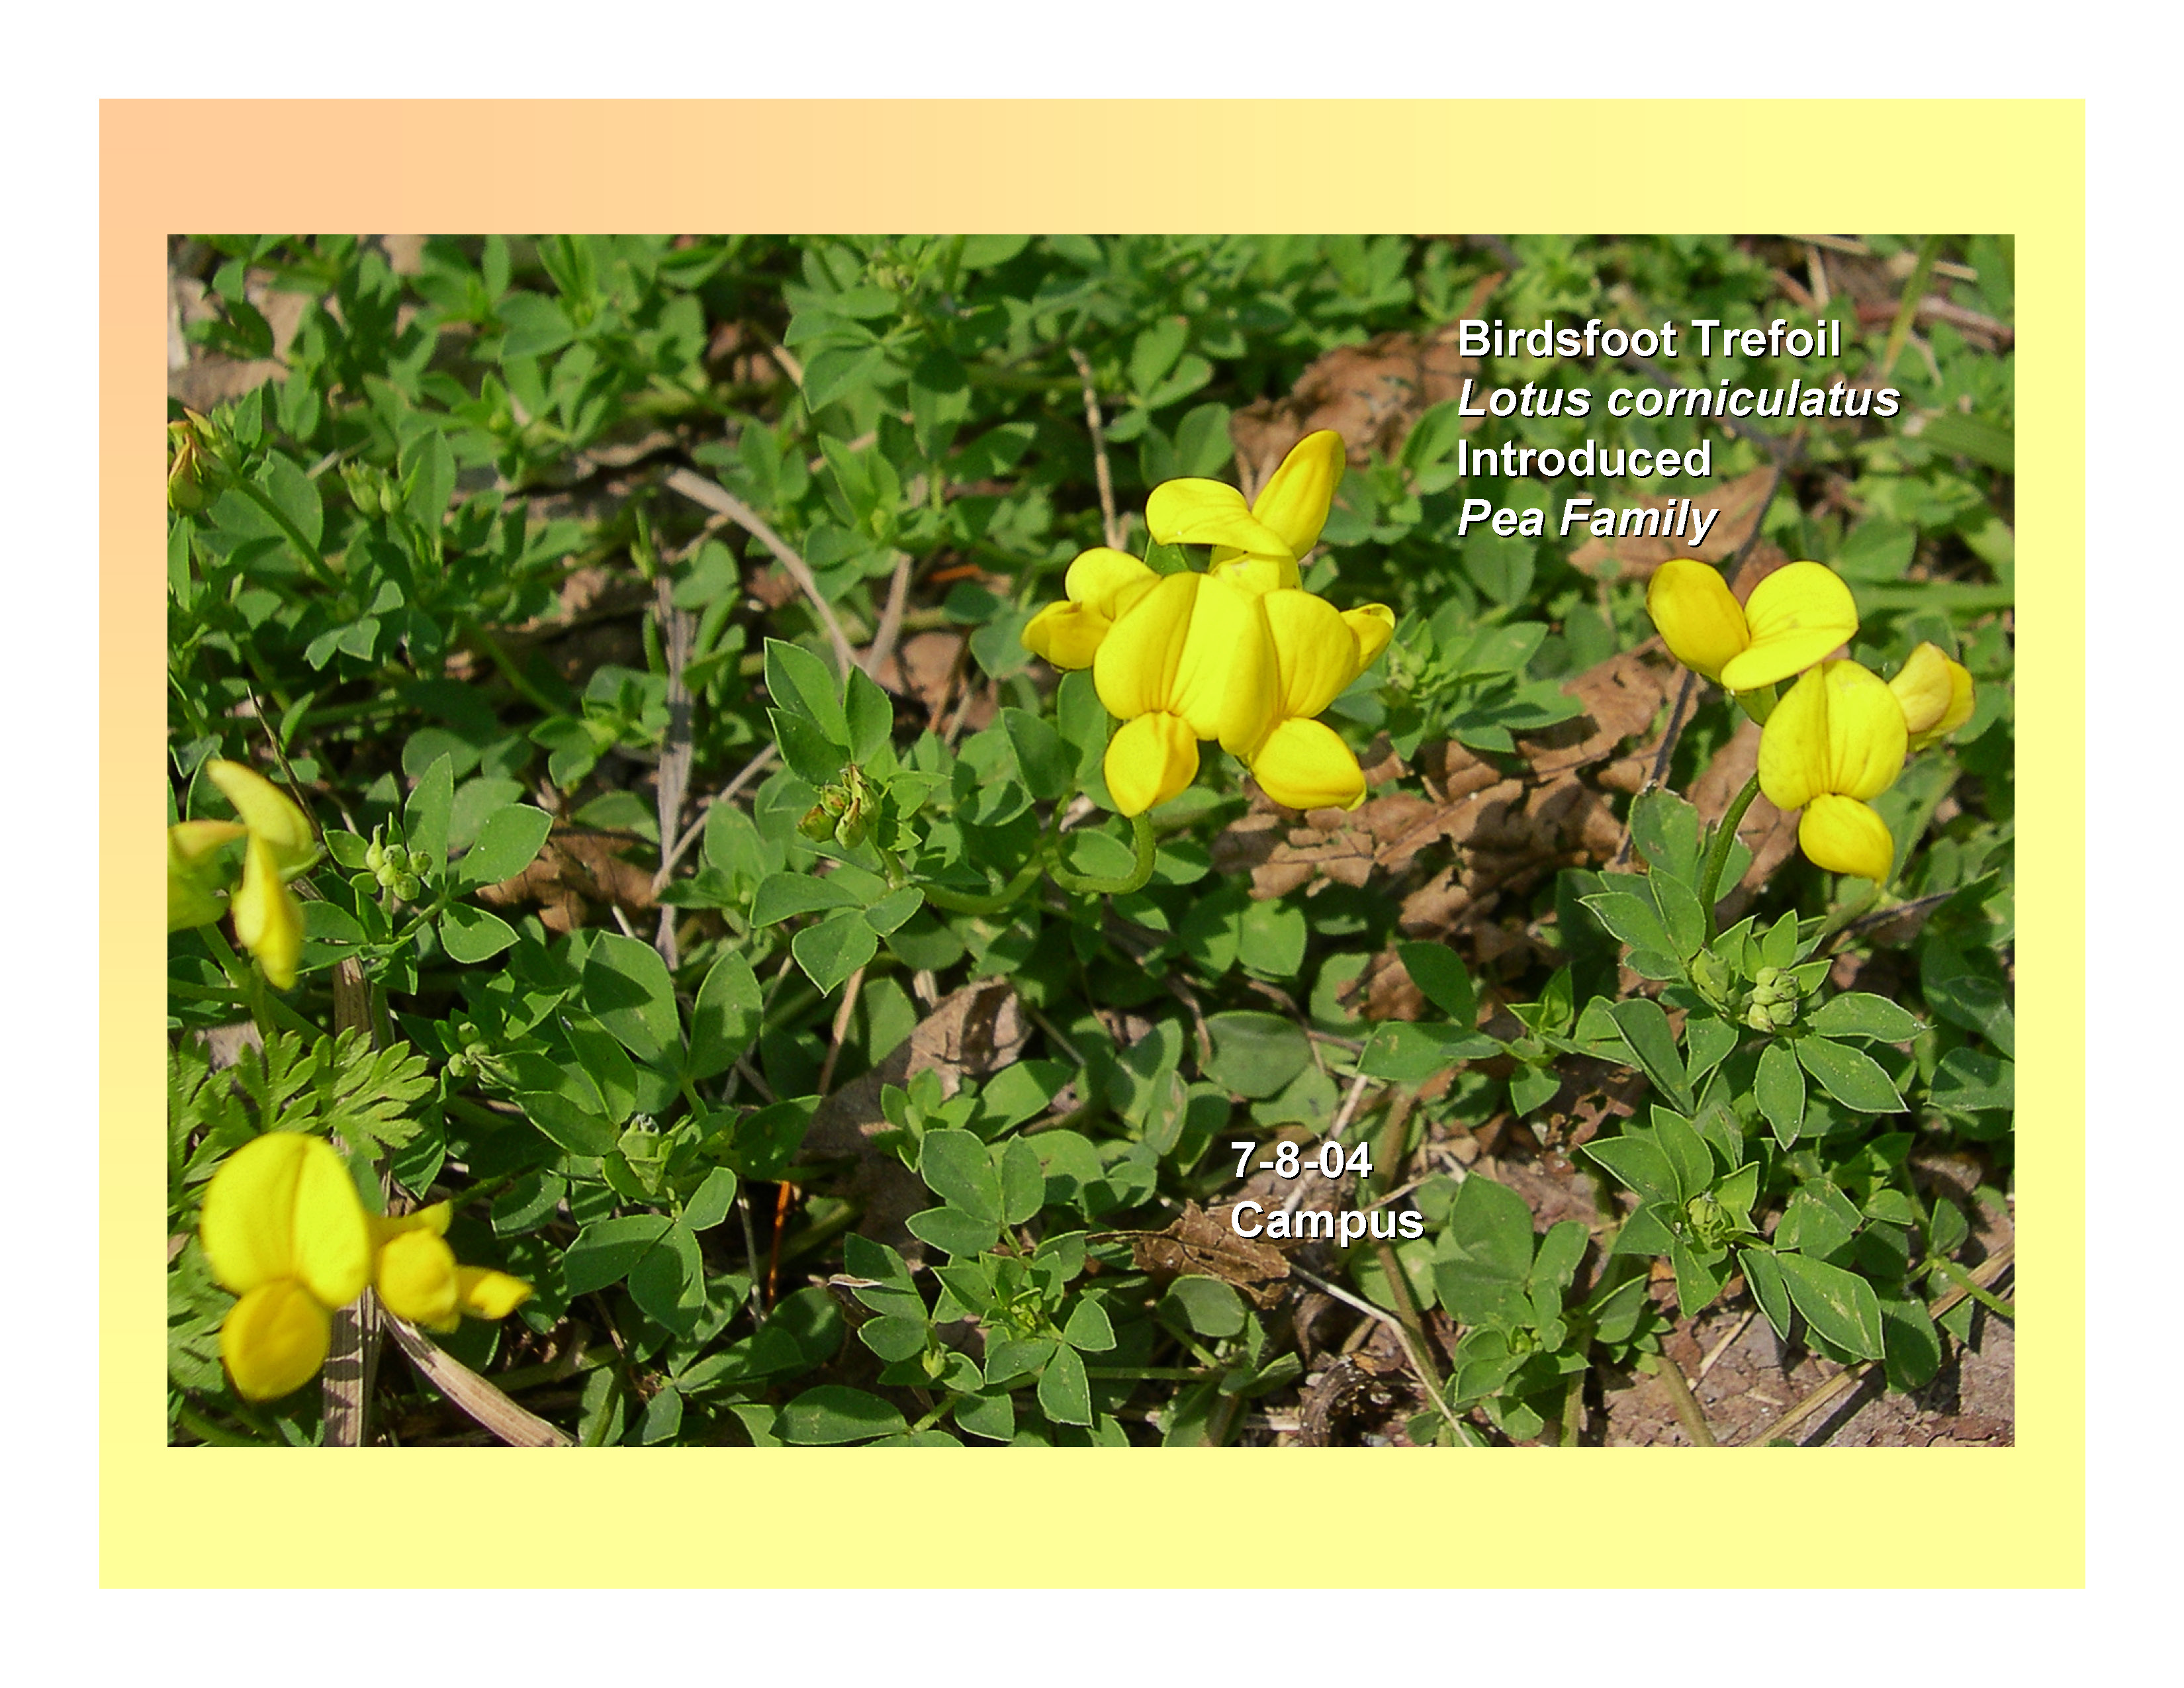 Birdsfoot Trefoil
Lotus corniculatus
Introduced
Pea Family
7-8-04
Campus